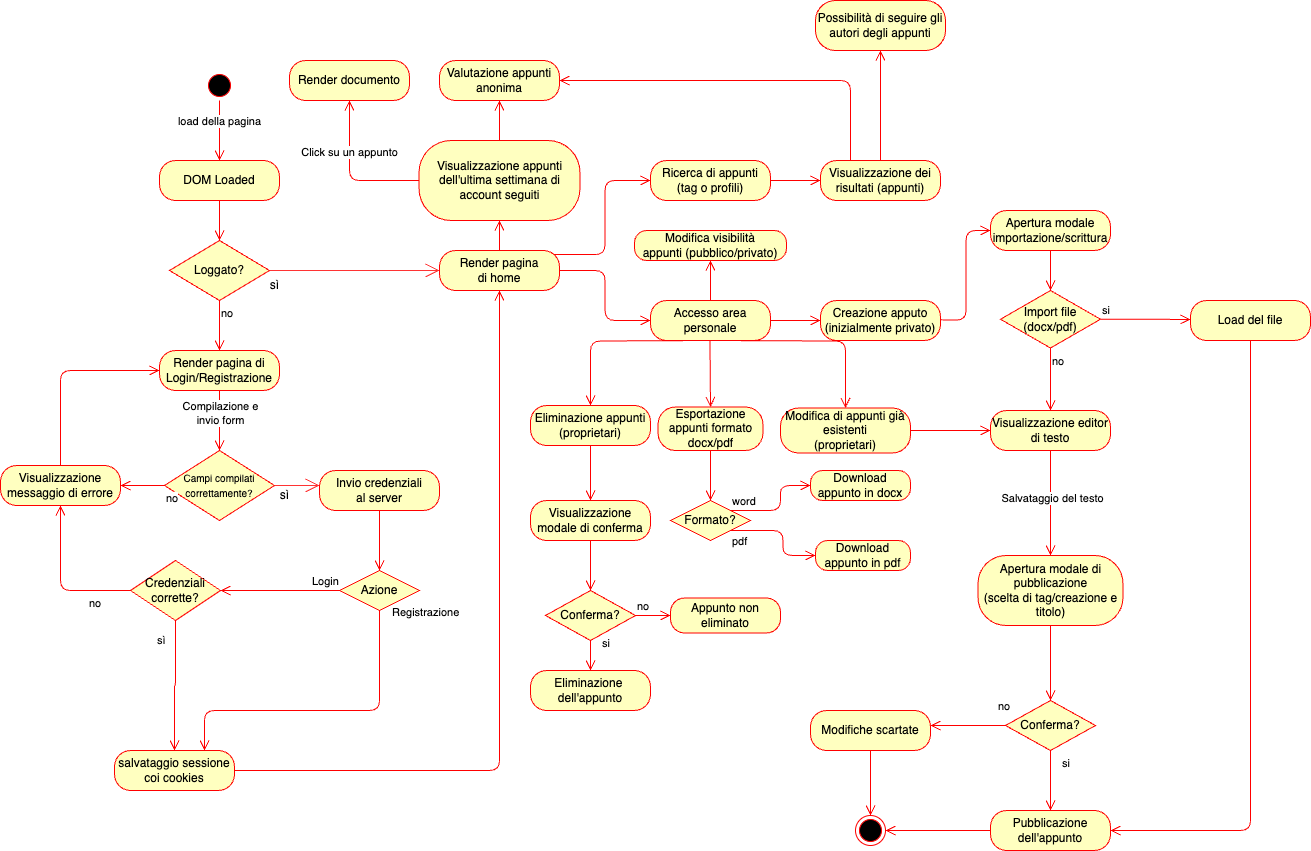 Possibilità di seguire gli
autori degli appunti
Render documento
Valutazione appunti
anonima
load della pagina
Click su un appunto
DOM Loaded
Visualizzazione appunti
dell'ultima settimana di
account seguiti
Ricerca di appunti
(tag o profili)
Visualizzazione dei
risultati (appunti)
Apertura modale
importazione/scrittura
Modifica visibilità
appunti (pubblico/privato)
Loggato?
sì
no
Render pagina
di home
Accesso area
personale
Creazione apputo
(inizialmente privato)
Import file
(docx/pdf)
si
no
Load del file
Render pagina di
Login/Registrazione
Compilazione e
invio form
Eliminazione appunti
(proprietari)
Esportazione
appunti formato
docx/pdf
Modifica di appunti già
esistenti
(proprietari)
Visualizzazione editor
di testo
Visualizzazione
messaggio di errore
no
Campi compilati
correttamente?
sì
Invio credenziali
al server
Visualizzazione
modale di conferma
Formato?
word
pdf
Download
appunto in docx
Download
appunto in pdf
Salvataggio del testo
Credenziali
corrette?
no
sì
Login
Azione
Registrazione
Conferma?
no
si
Appunto non
eliminato
Apertura modale di
pubblicazione
(scelta di tag/creazione e
titolo)
Eliminazione
dell'appunto
Modifiche scartate
no
Conferma?
si
salvataggio sessione
coi cookies
Pubblicazione
dell'appunto